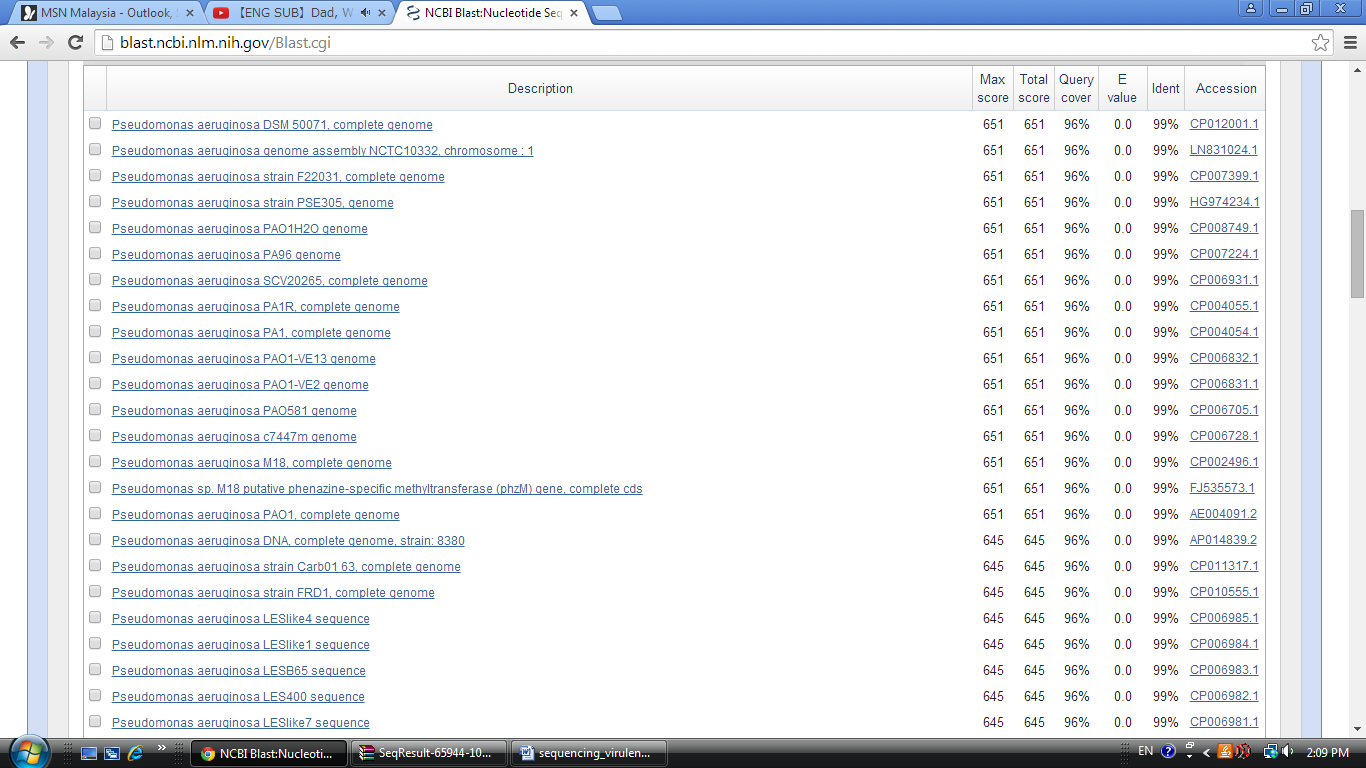 MSN Malaysia - Outlook,
【ENG SUB】Dad, W
NCBI Blast:Nucleotide Seq
blast.ncbi.nlm.nih.gov/Blast.cgi
Description Max score Total score Query cover E value Ident Accession
Pseudomonas aeruginosa DSM 50071, complete genome 651 651 96% 0.0 99% CP012001.1
Pseudomonas aeruginosa genome assembly NCTC10332, chromosome : 1 651 651 96% 0.0 99% LN831024.1
Pseudomonas aeruginosa strain F22031, complete genome 651 651 96% 0.0 99% CP007399.1
Pseudomonas aeruginosa strain PSE305, genome 651 651 96% 0.0 99% HG974234.1
Pseudomonas aeruginosa PAO1H2O genome 651 651 96% 0.0 99% CP008749.1
Pseudomonas aeruginosa PA96 genome 651 651 96% 0.0 99% CP007224.1
Pseudomonas aeruginosa SCV20265, complete genome 651 651 96% 0.0 99% CP006931.1
Pseudomonas aeruginosa PA1R, complete genome 651 651 96% 0.0 99% CP004055.1
Pseudomonas aeruginosa PA1, complete genome 651 651 96% 0.0 99% CP004054.1
Pseudomonas aeruginosa PAO1-VE13 genome 651 651 96% 0.0 99% CP006832.1
Pseudomonas aeruginosa PAO1-VE2 genome 651 651 96% 0.0 99% CP006831.1
Pseudomonas aeruginosa PAO581 genome 651 651 96% 0.0 99% CP006705.1
Pseudomonas aeruginosa c7447m genome 651 651 96% 0.0 99% CP006728.1
Pseudomonas aeruginosa M18, complete genome 651 651 96% 0.0 99% CP002496.1
Pseudomonas sp. M18 putative phenazine-specific methyltransferase (phzM) gene, complete cds 651 651 96% 0.0 99% FJ535573.1
Pseudomonas aeruginosa PAO1, complete genome 651 651 96% 0.0 99% AE004091.2
Pseudomonas aeruginosa DNA, complete genome, strain: 8380 645 645 96% 0.0 99% AP014839.2
Pseudomonas aeruginosa strain Carb01 63, complete genome 645 645 96% 0.0 99% CP011317.1
Pseudomonas aeruginosa strain FRD1, complete genome 645 645 96% 0.0 99% CP010555.1
Pseudomonas aeruginosa LESlike4 sequence 645 645 96% 0.0 99% CP006985.1
Pseudomonas aeruginosa LESlike1 sequence 645 645 96% 0.0 99% CP006984.1
Pseudomonas aeruginosa LESB65 sequence 645 645 96% 0.0 99% CP006983.1
Pseudomonas aeruginosa LES400 sequence 645 645 96% 0.0 99% CP006982.1
Pseudomonas aeruginosa LESlike7 sequence 645 645 96% 0.0 99% CP006981.1
NCBI Blast:Nucleoti... SeqResult-65944-10... sequencing_virulen... EN 2:09 PM